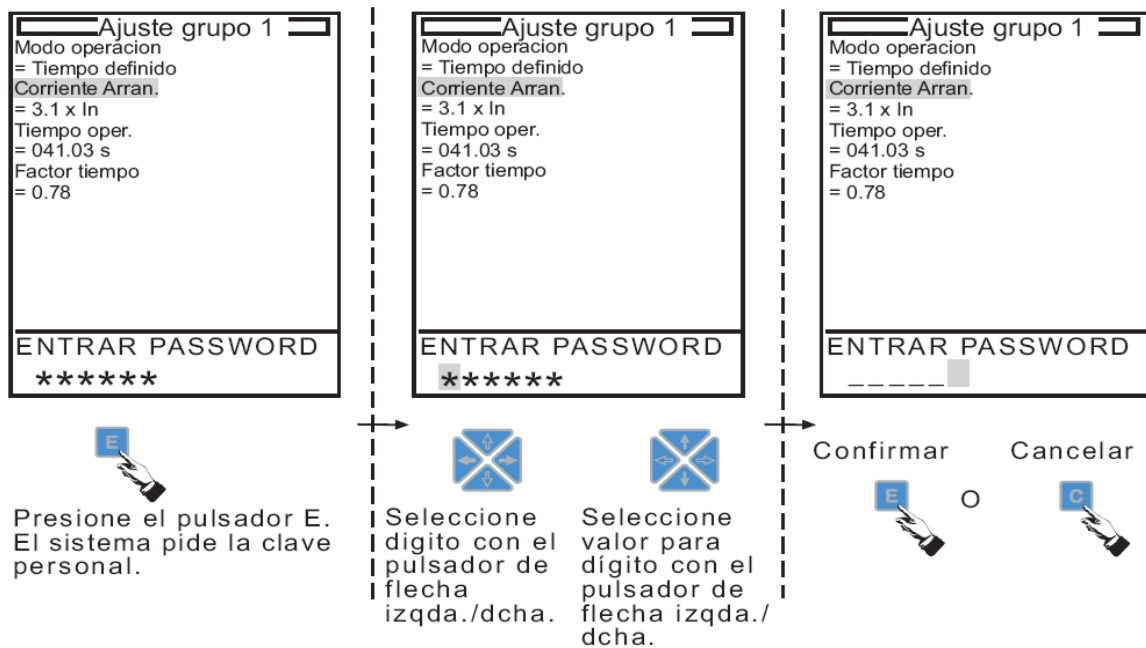 Ajuste grupo 1
Modo operacion
= Tiempo definido
Corriente Arran.
= 3.1 x In
Tiempo oper.
= 041.03 s
Factor tiempo
= 0.78
ENTRAR PASSWORD
******
E
Presione el pulsador E.
El sistema pide la clave
personal.
Ajuste grupo 1
Modo operacion
= Tiempo definido
Corriente Arran.
= 3.1 x In
Tiempo oper.
= 041.03 s
Factor tiempo
= 0.78
ENTRAR PASSWORD
******
Seleccione
digito con el
pulsador de
flecha
izqda./dcha.
Seleccione
valor para
dígito con el
pulsador de
flecha izqda./
dcha.
Ajuste grupo 1
Modo operacion
= Tiempo definido
Corriente Arran.
= 3.1 x In
Tiempo oper.
= 041.03 s
Factor tiempo
= 0.78
ENTRAR PASSWORD
_____
Confirmar
Cancelar
E
O
C